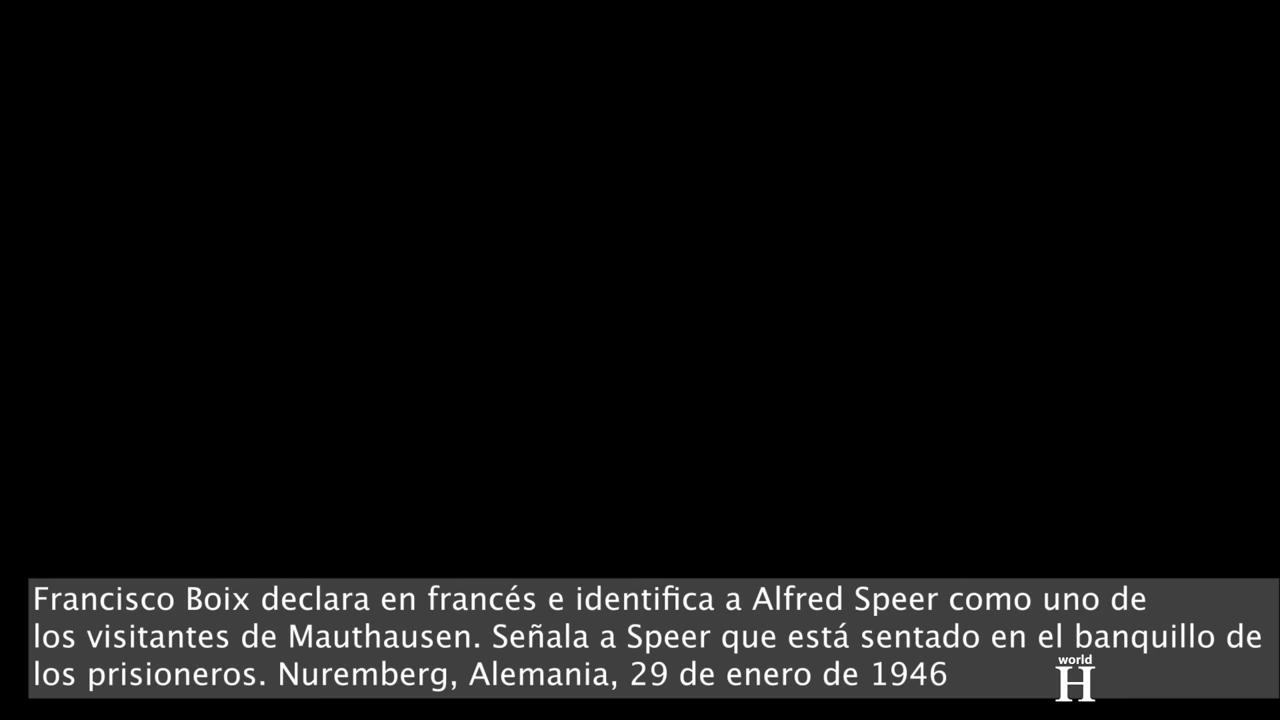 Francisco Boix declara en francés e identifica a Alfred Speer como uno de
los visitantes de Mauthausen. Señala a Speer que está sentado en el banquillo de
los prisioneros. Nuremberg, Alemania, 29 de enero de 1946
world
H